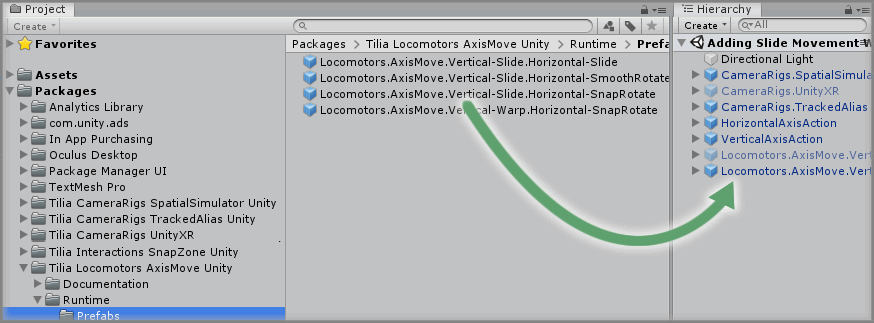 Project
Create
Favorites
Assets
Packages
Analytics Library
com.unity.ads
In App Purchasing
Oculus Desktop
Package Manager UI
TextMesh Pro
Tilia CameraRigs SpatialSimulator Unity
Tilia CameraRigs TrackedAlias Unity
Tilia CameraRigs UnityXR
Tilia Interactions SnapZone Unity
Tilia Locomotors AxisMove Unity
Documentation
Runtime
Prefabs
Packages > Tilia Locomotors AxisMove Unity > Runtime > Prefa
Locomotors.AxisMove.Vertical-Slide.Horizontal-Slide
Locomotors.AxisMove.Vertical-Slide.Horizontal-SmoothRotate
Locomotors.AxisMove.Vertical-Slide.Horizontal-SnapRotate
Locomotors.AxisMove.Vertical-Warp.Horizontal-SnapRotate
Hierarchy
Create All
Adding Slide Movement W
Directional Light
CameraRigs.SpatialSimula
CameraRigs.UnityXR
CameraRigs.TrackedAlias
HorizontalAxisAction
VerticalAxisAction
Locomotors.AxisMove.Vert
Locomotors.AxisMove.Vert